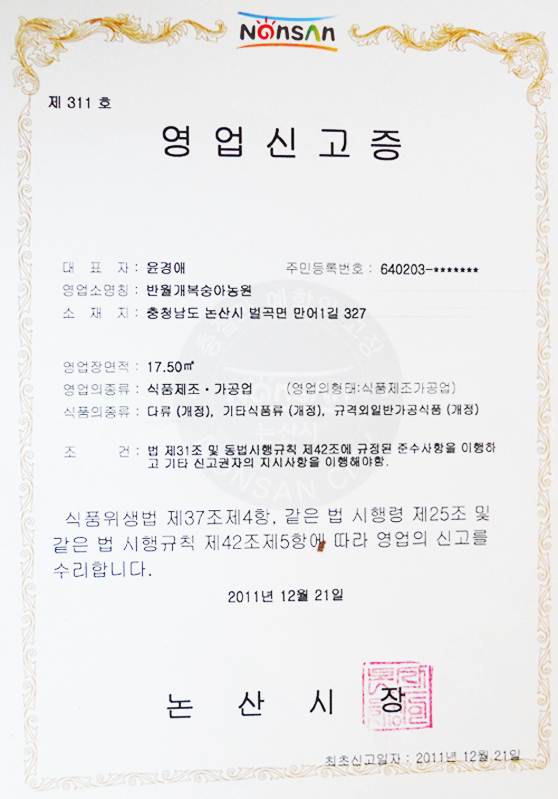 NONSAN
제 311 호
영업신고증
대 표 자 : 윤경애 주민등록번호 : 640203-*******
영업소명칭 : 반월개복숭아농원
소 재 지 : 충청남도 논산시 벌곡면 만어1길 327
영업장면적 : 17.50㎡
영업의종류 : 식품제조·가공업 (영업의형태:식품제조가공업)
식품의종류 : 다류 (개정), 기타식품류 (개정), 규격외일반가공식품 (개정)
조 건 : 법 제31조 및 동법시행규칙 제42조에 규정된 준수사항을 이행하
고 기타 신고권자의 지시사항을 이행해야함.
식품위생법 제37조제4항, 같은 법 시행령 제25조 및
같은 법 시행규칙 제42조제5항에 따라 영업의 신고를
수리합니다.
2011년 12월 21일
논 산 시 장
최초신고일자 : 2011년 12월 21일